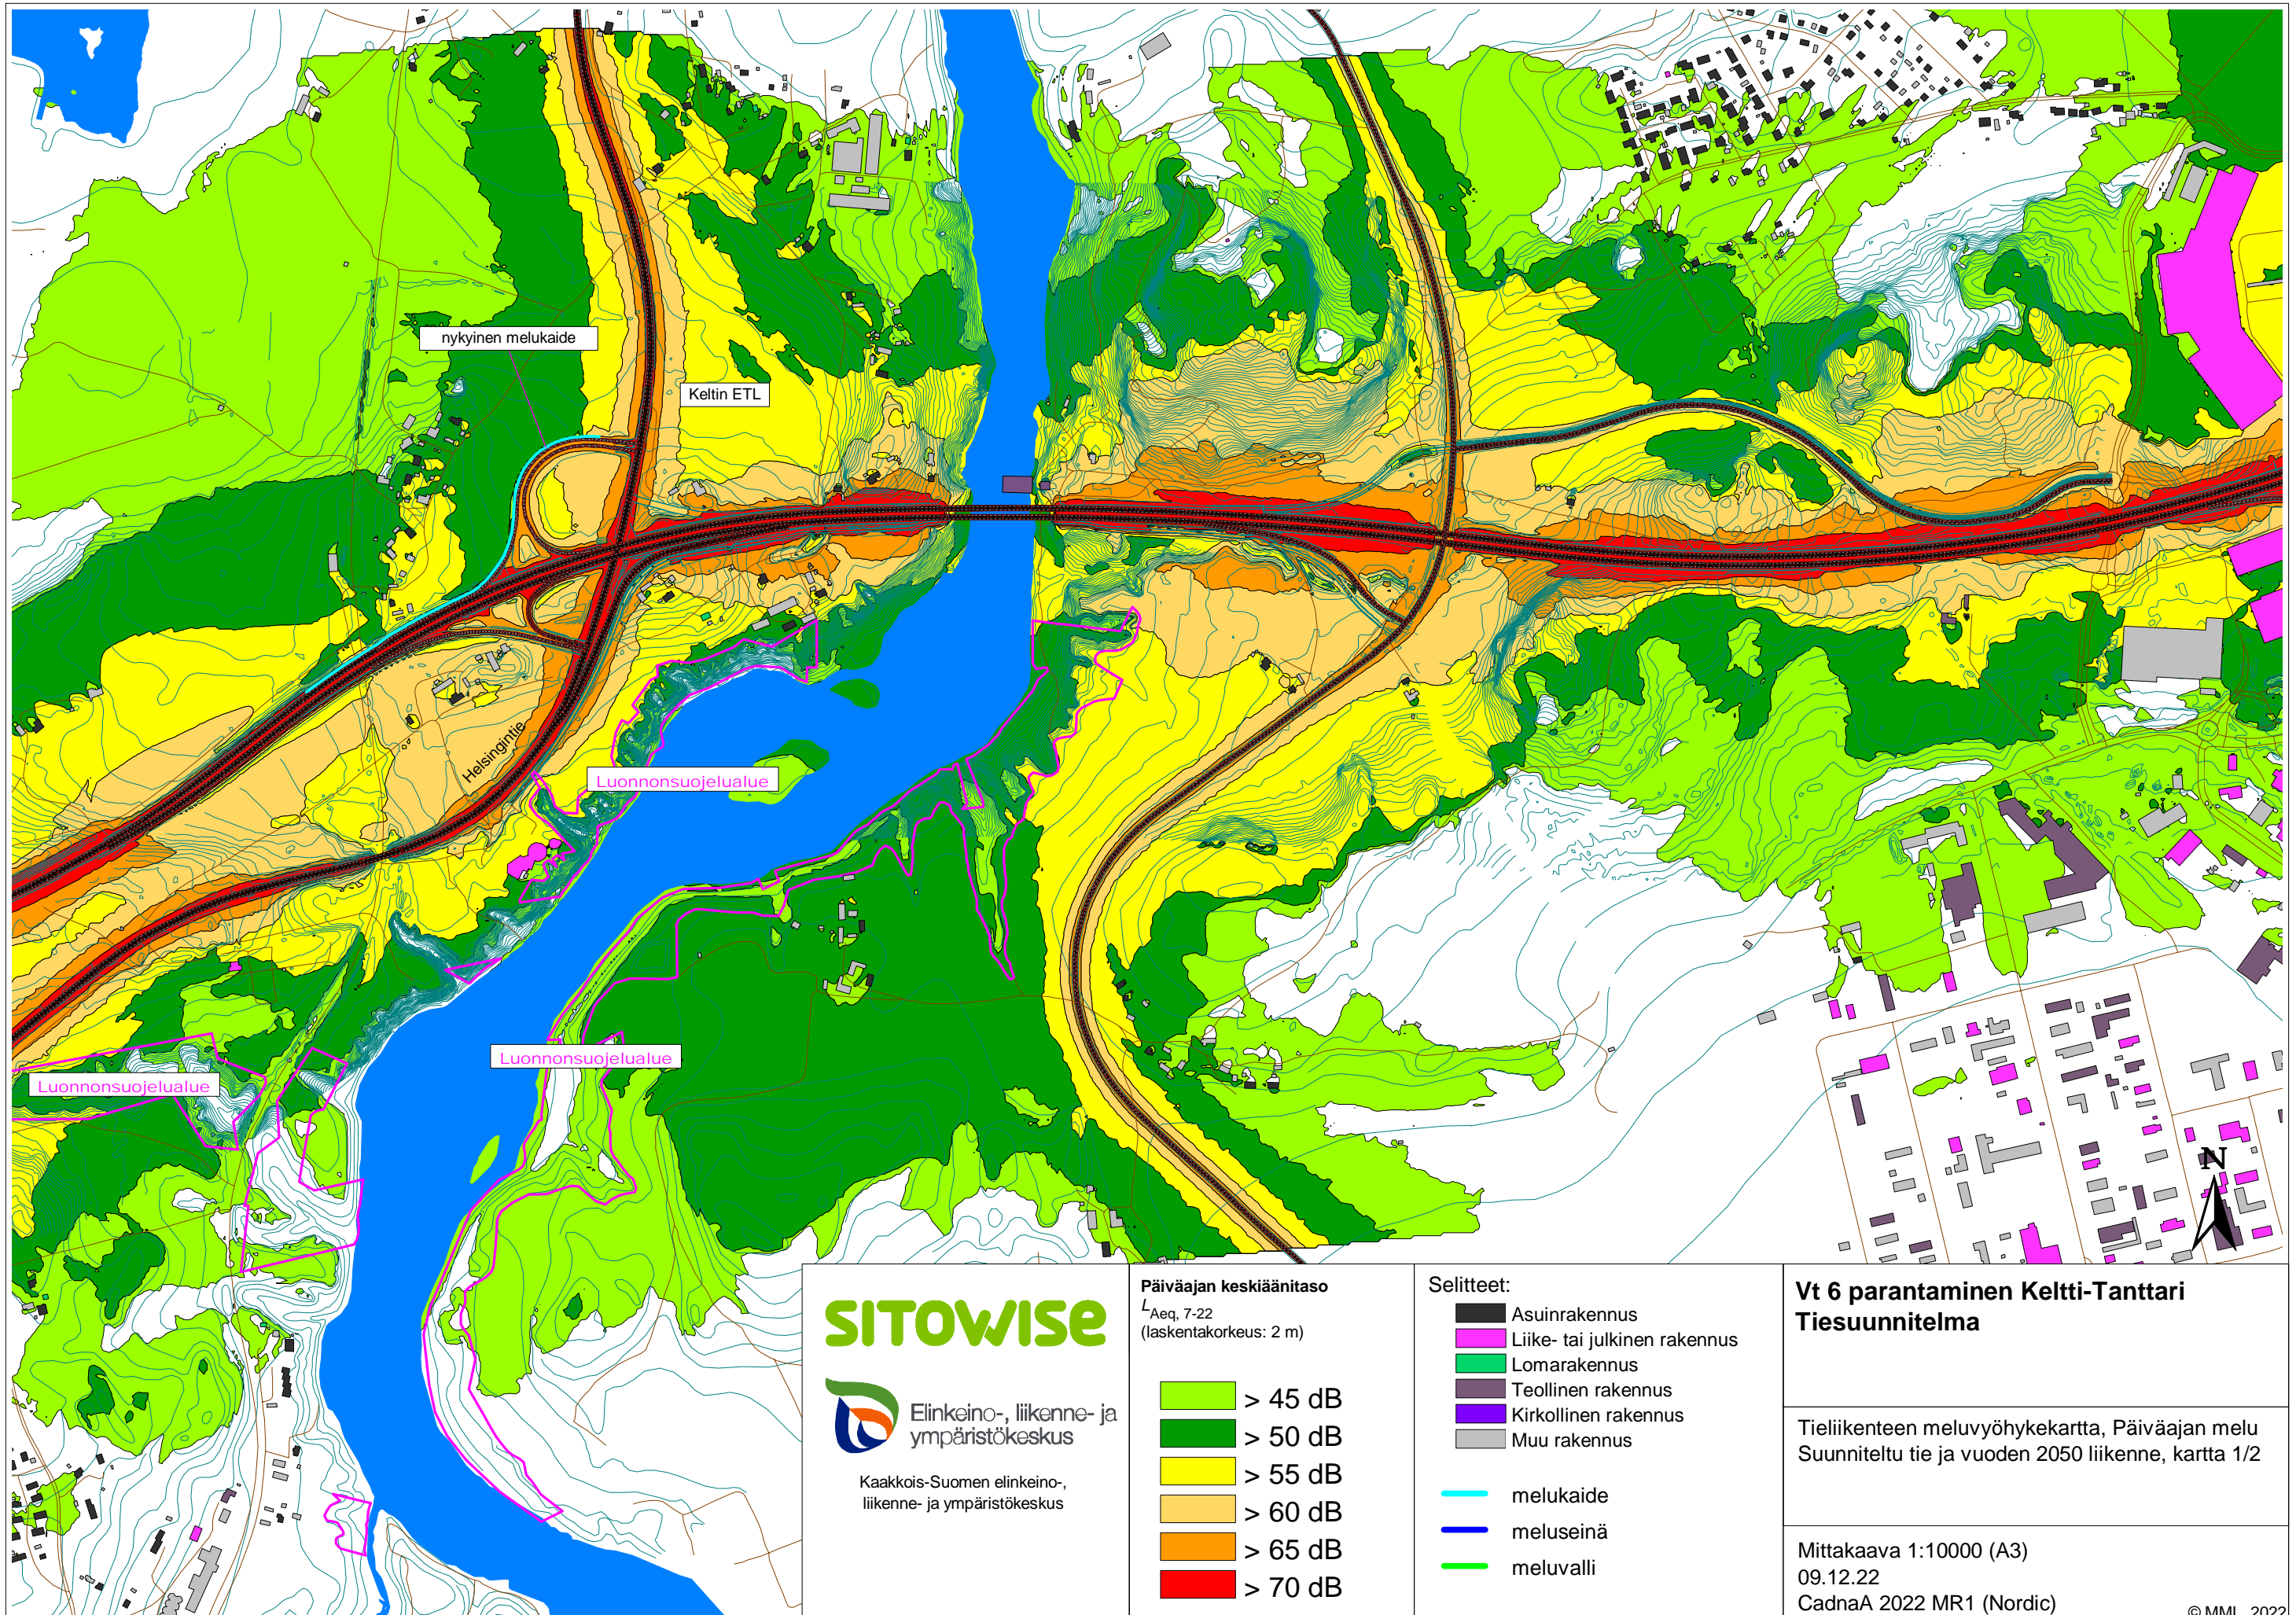 nykyinen melukaide
Keltin ETL
Helsingintie
Luonnonsuojelualue
Luonnonsuojelualue
Luonnonsuojelualue
N
SITOWISE
Elinkeino-, liikenne- ja
ympäristökeskus
Kaakkois-Suomen elinkeino-,
liikenne- ja ympäristökeskus
Päiväajan keskiäänitaso
LAeq, 7-22
(laskentakorkeus: 2 m)
> 45 dB
> 50 dB
> 55 dB
> 60 dB
> 65 dB
> 70 dB
Selitteet:
Asuinrakennus
Liike- tai julkinen rakennus
Lomarakennus
Teollinen rakennus
Kirkollinen rakennus
Muu rakennus
melukaide
meluseinä
meluvalli
Vt 6 parantaminen Keltti-Tanttari
Tiesuunnitelma
Tieliikenteen meluvyöhykekartta, Päiväajan melu
Suunniteltu tie ja vuoden 2050 liikenne, kartta 1/2
Mittakaava 1:10000 (A3)
09.12.22
CadnaA 2022 MR1 (Nordic)
© MML, 2022